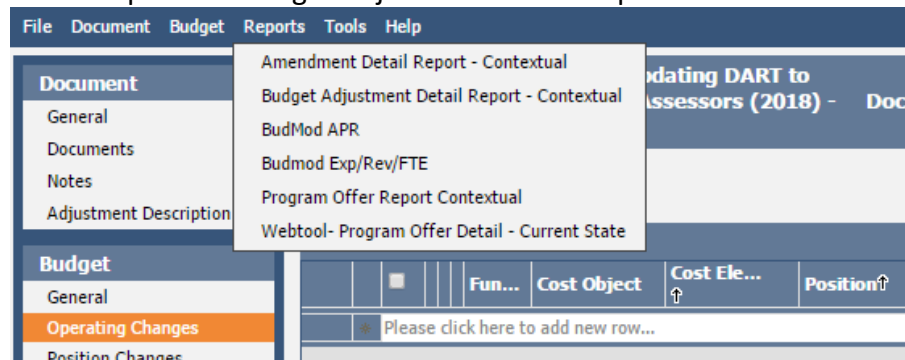 File Document Budget Reports Tools Help
Amendment Detail Report - Contextual
Budget Adjustment Detail Report - Contextual
BudMod APR
Budmod Exp/Rev/FTE
Program Offer Report Contextual
Webtool- Program Offer Detail - Current State
Document
General
Documents
Notes
Adjustment Description
DART to
(2018) -
Budget
General
Operating Changes
Position Changes
Fun... Cost Object Cost Ele... Position
Please click here to add new row...